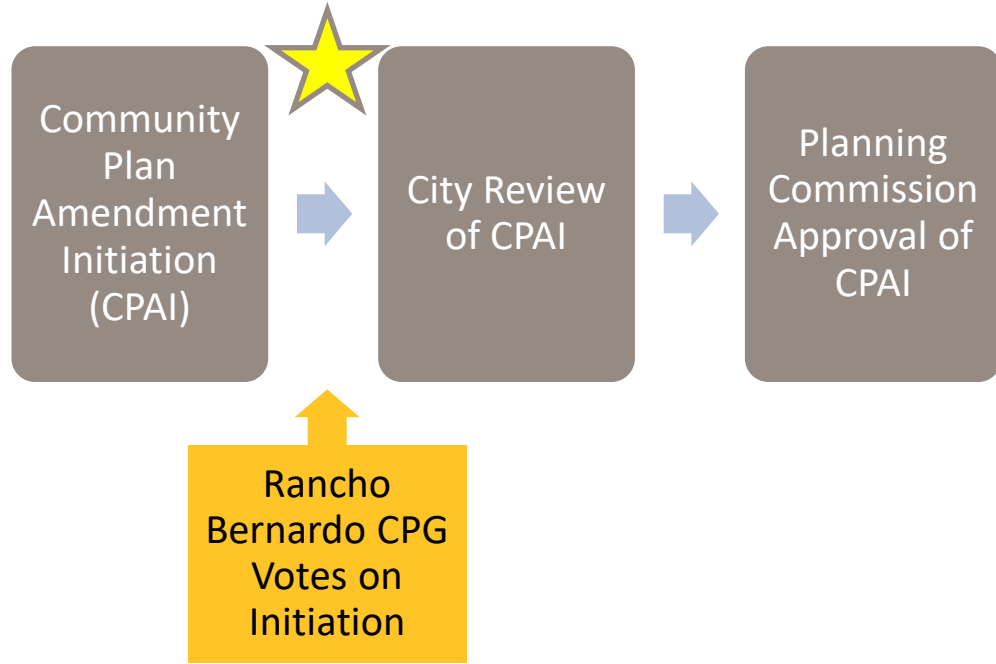 Community
Plan
Amendment
Initiation
(CPAI)
City Review
of CPAI
Planning
Commission
Approval of
CPAI
Rancho
Bernardo CPG
Votes on
Initiation